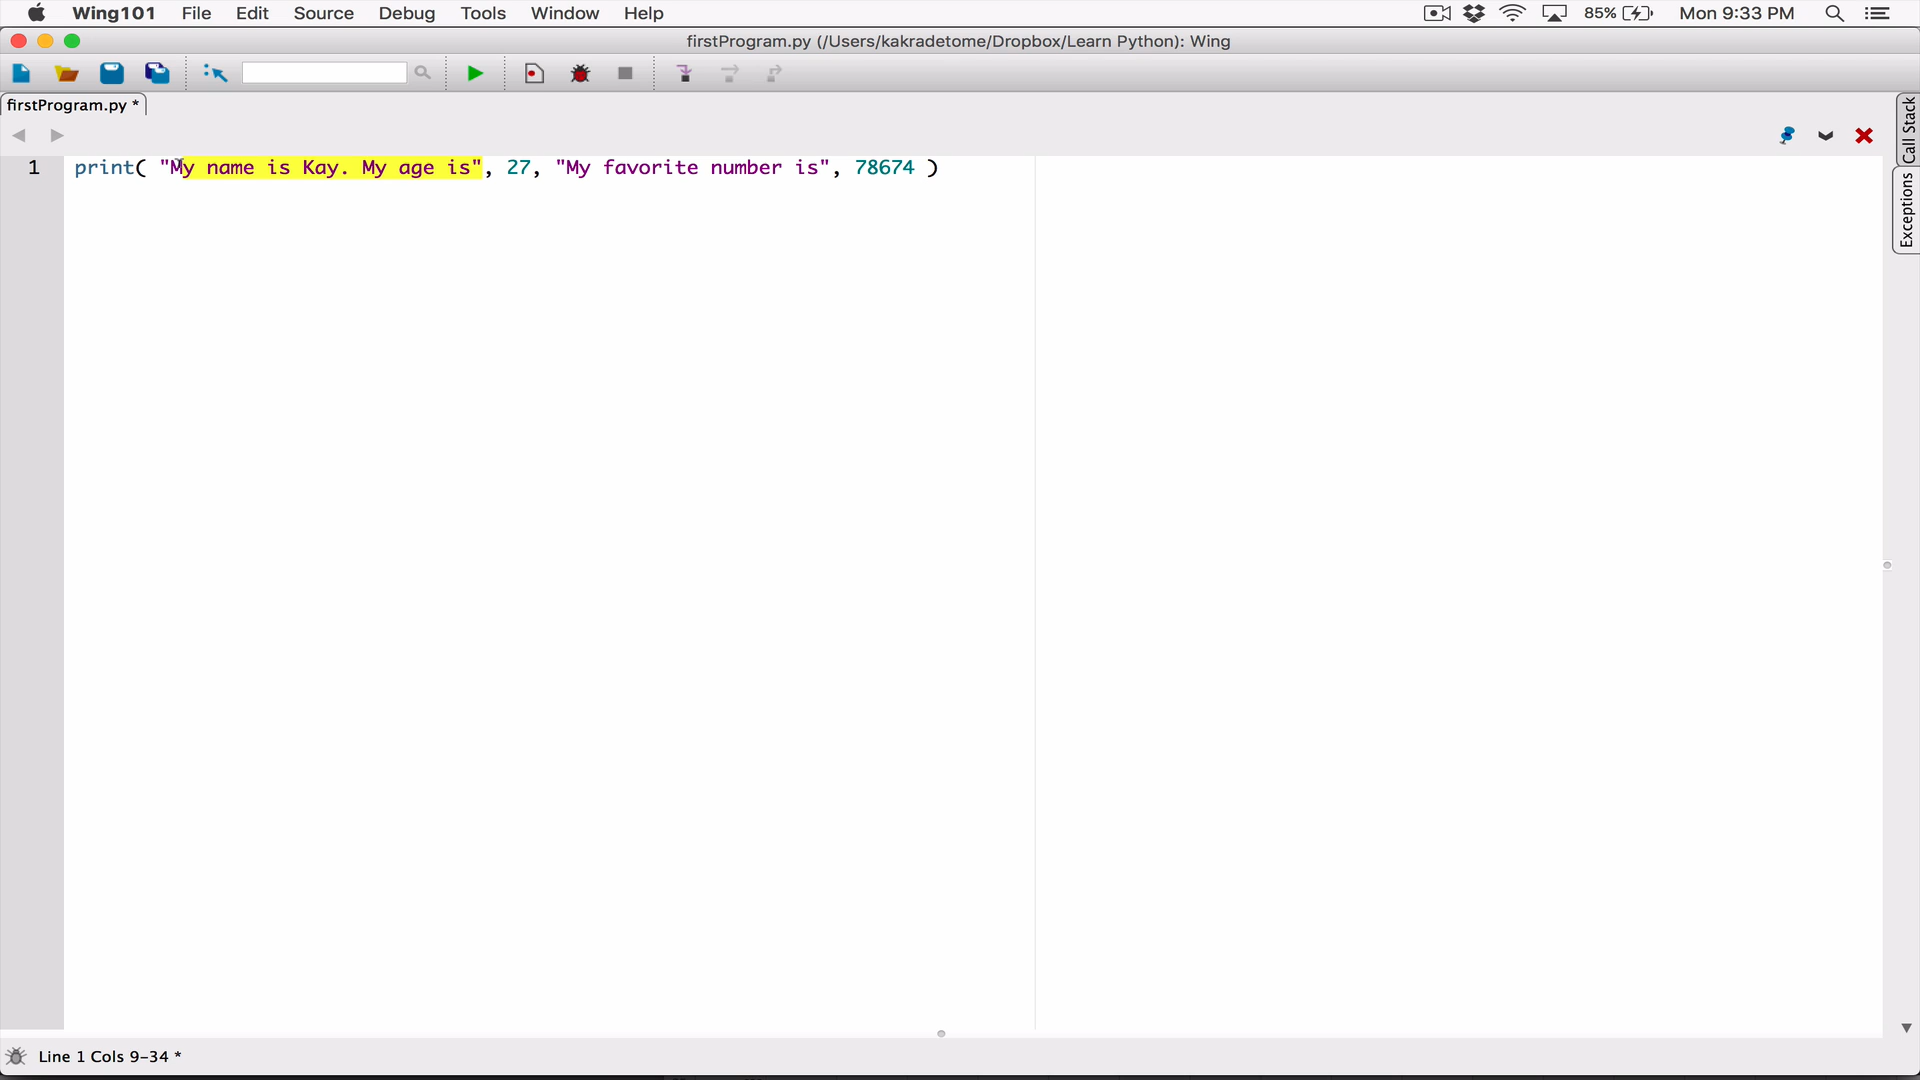 Wing101 File Edit Source Debug Tools Window Help 85% Mon 9:33 PM
firstProgram.py (/Users/kakradetome/Dropbox/Learn Python): Wing
firstProgram.py *
1 print( "My name is Kay. My age is", 27, "My favorite number is", 78674 )
Call Stack
Exceptions
Line 1 Cols 9-34 *